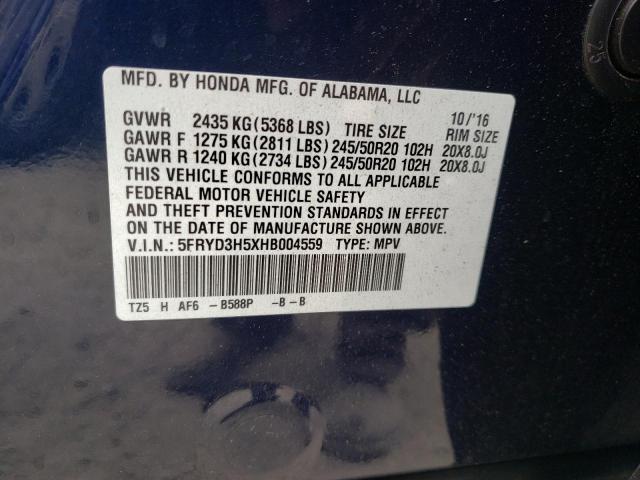 MFD. BY HONDA MFG. OF ALABAMA, LLC 10/'16
GVWR 2435 KG(5368 LBS) TIRE SIZE RIM SIZE
GAWR F 1275 KG(2811 LBS) 245/50R20 102H 20X8.0J
GAWR R 1240 KG(2734 LBS) 245/50R20 102H 20X8.0J
THIS VEHICLE CONFORMS TO ALL APPLICABLE
FEDERAL MOTOR VEHICLE SAFETY
AND THEFT PREVENTION STANDARDS IN EFFECT
ON THE DATE OF MANUFACTURE SHOWN ABOVE.
V.I.N.: 5FRYD3H5XHB004559 TYPE: MPV
TZ5 H AF6 - B588P -B-B
25